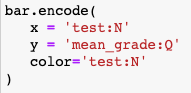 bar.encode(
    x = 'test:N'
    y = 'mean_grade:Q'
    color='test:N'
)